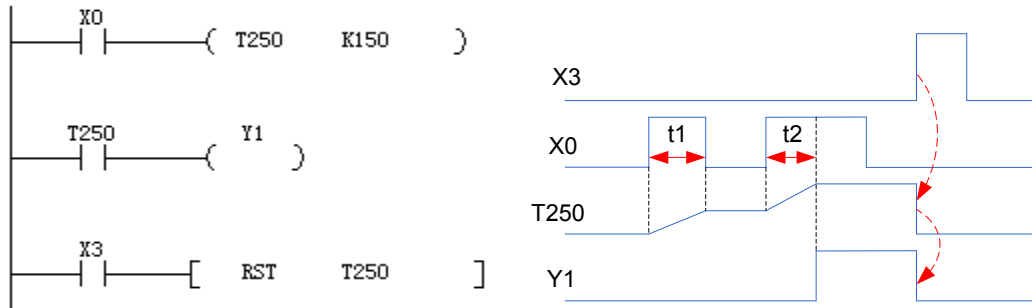 X0
( T250 K150 )
T250 Y1
( )
X3
[ RST T250 ]
X3
X0
t1
t2
T250
Y1